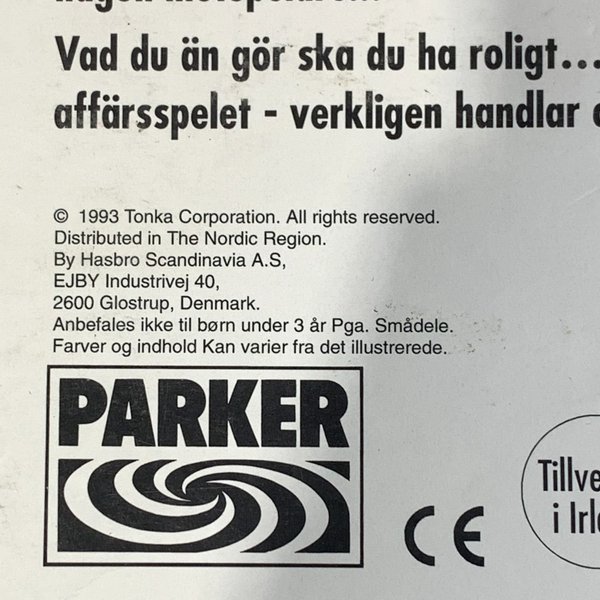 Vad du än gör ska du ha roligt...
affärsspelet - verkligen handlar
© 1993 Tonka Corporation. All rights reserved.
Distributed in The Nordic Region.
By Hasbro Scandinavia A.S,
EJBY Industrivej 40,
2600 Glostrup, Denmark.
Anbefales ikke til børn under 3 år Pga. Smådele.
Farver og indhold Kan varier fra det illustrerede.
PARKER
CE
i